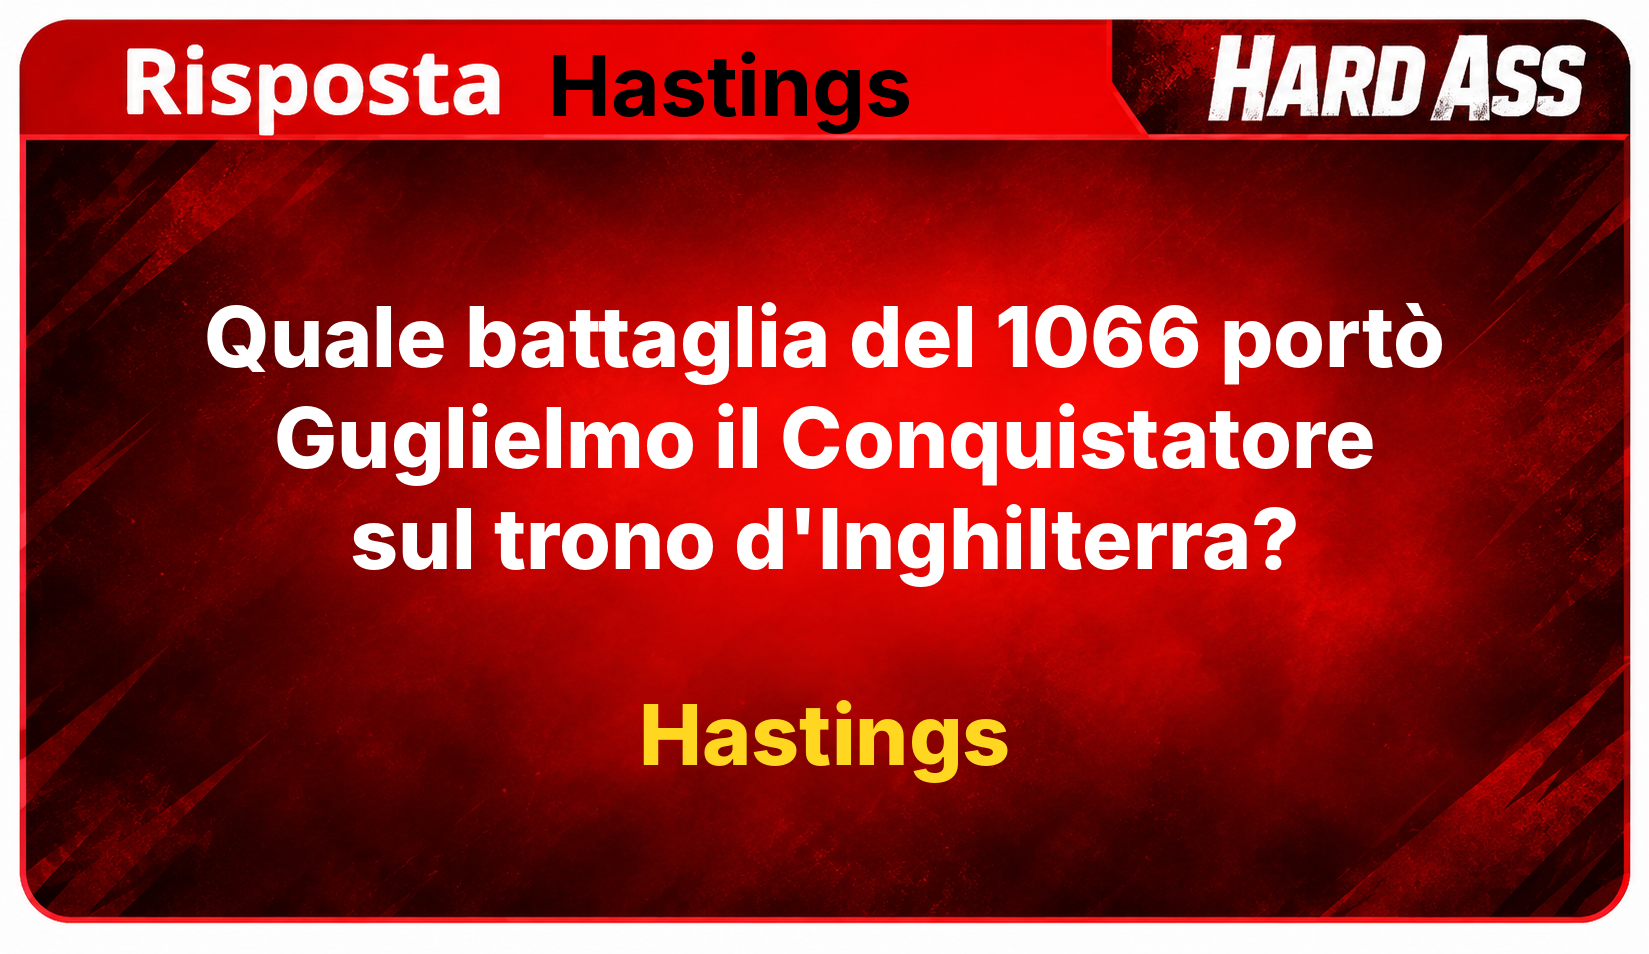 Risposta Hastings HARD ASS
Quale battaglia del 1066 portò
Guglielmo il Conquistatore
sul trono d'Inghilterra?
Hastings